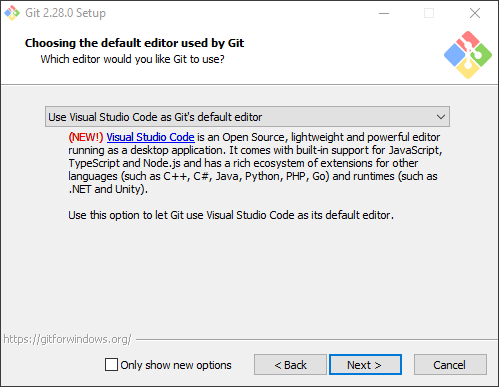 Git 2.28.0 Setup
Choosing the default editor used by Git
Which editor would you like Git to use?
Use Visual Studio Code as Git's default editor
(NEW!) Visual Studio Code is an Open Source, lightweight and powerful editor
running as a desktop application. It comes with built-in support for JavaScript,
TypeScript and Node.js and has a rich ecosystem of extensions for other
languages (such as C++, C#, Java, Python, PHP, Go) and runtimes (such as
.NET and Unity).
Use this option to let Git use Visual Studio Code as its default editor.
https://gitforwindows.org/
Only show new options
< Back
Next >
Cancel